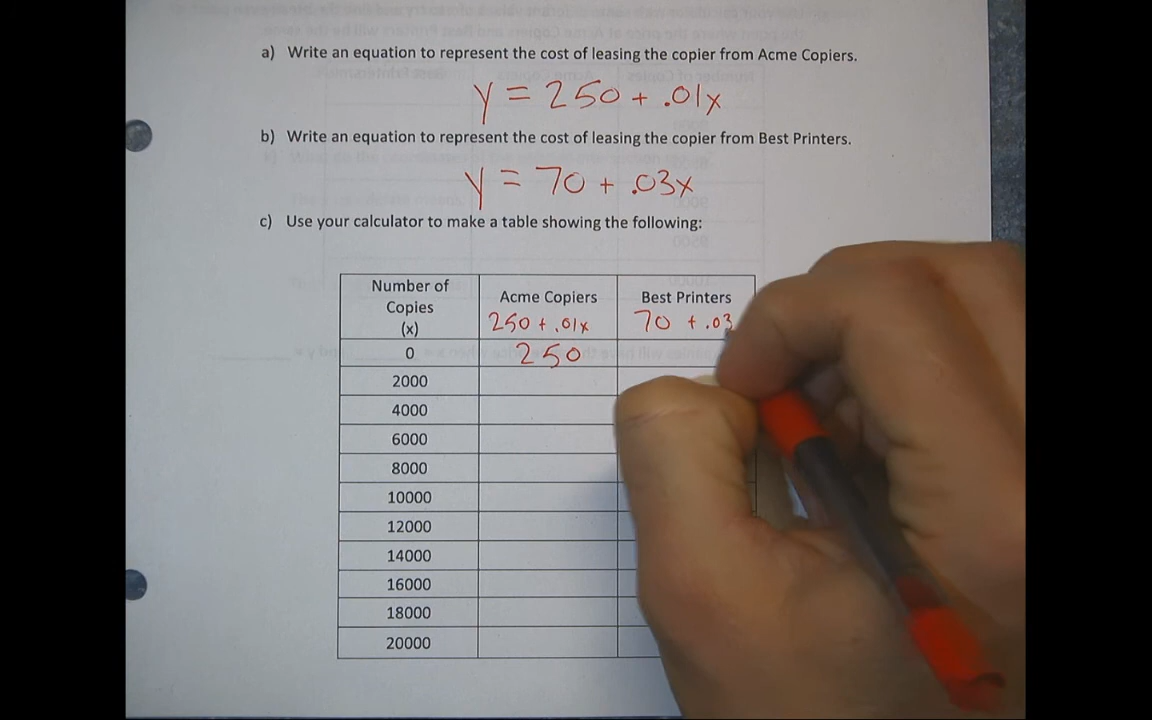 a) Write an equation to represent the cost of leasing the copier from Acme Copiers.
y = 250 + .01x
b) Write an equation to represent the cost of leasing the copier from Best Printers.
y = 70 + .03x
c) Use your calculator to make a table showing the following:
Number of Copies (x) Acme Copiers Best Printers
250 + .01x 70 + .03
0 250
2000
4000
6000
8000
10000
12000
14000
16000
18000
20000